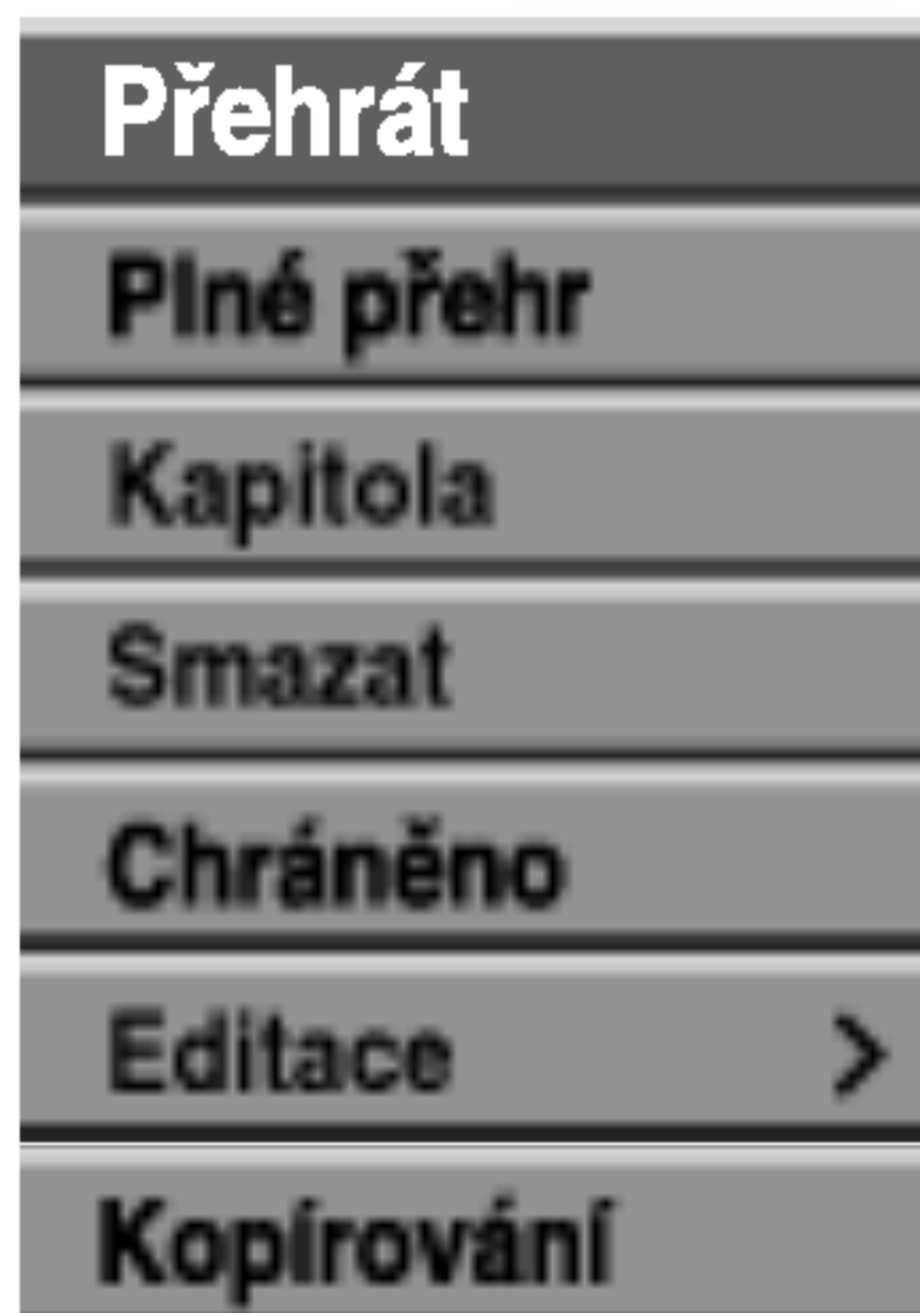 Přehrát
Plné přehr
Kapitola
Smazat
Chráněno
Editace >
Kopírování